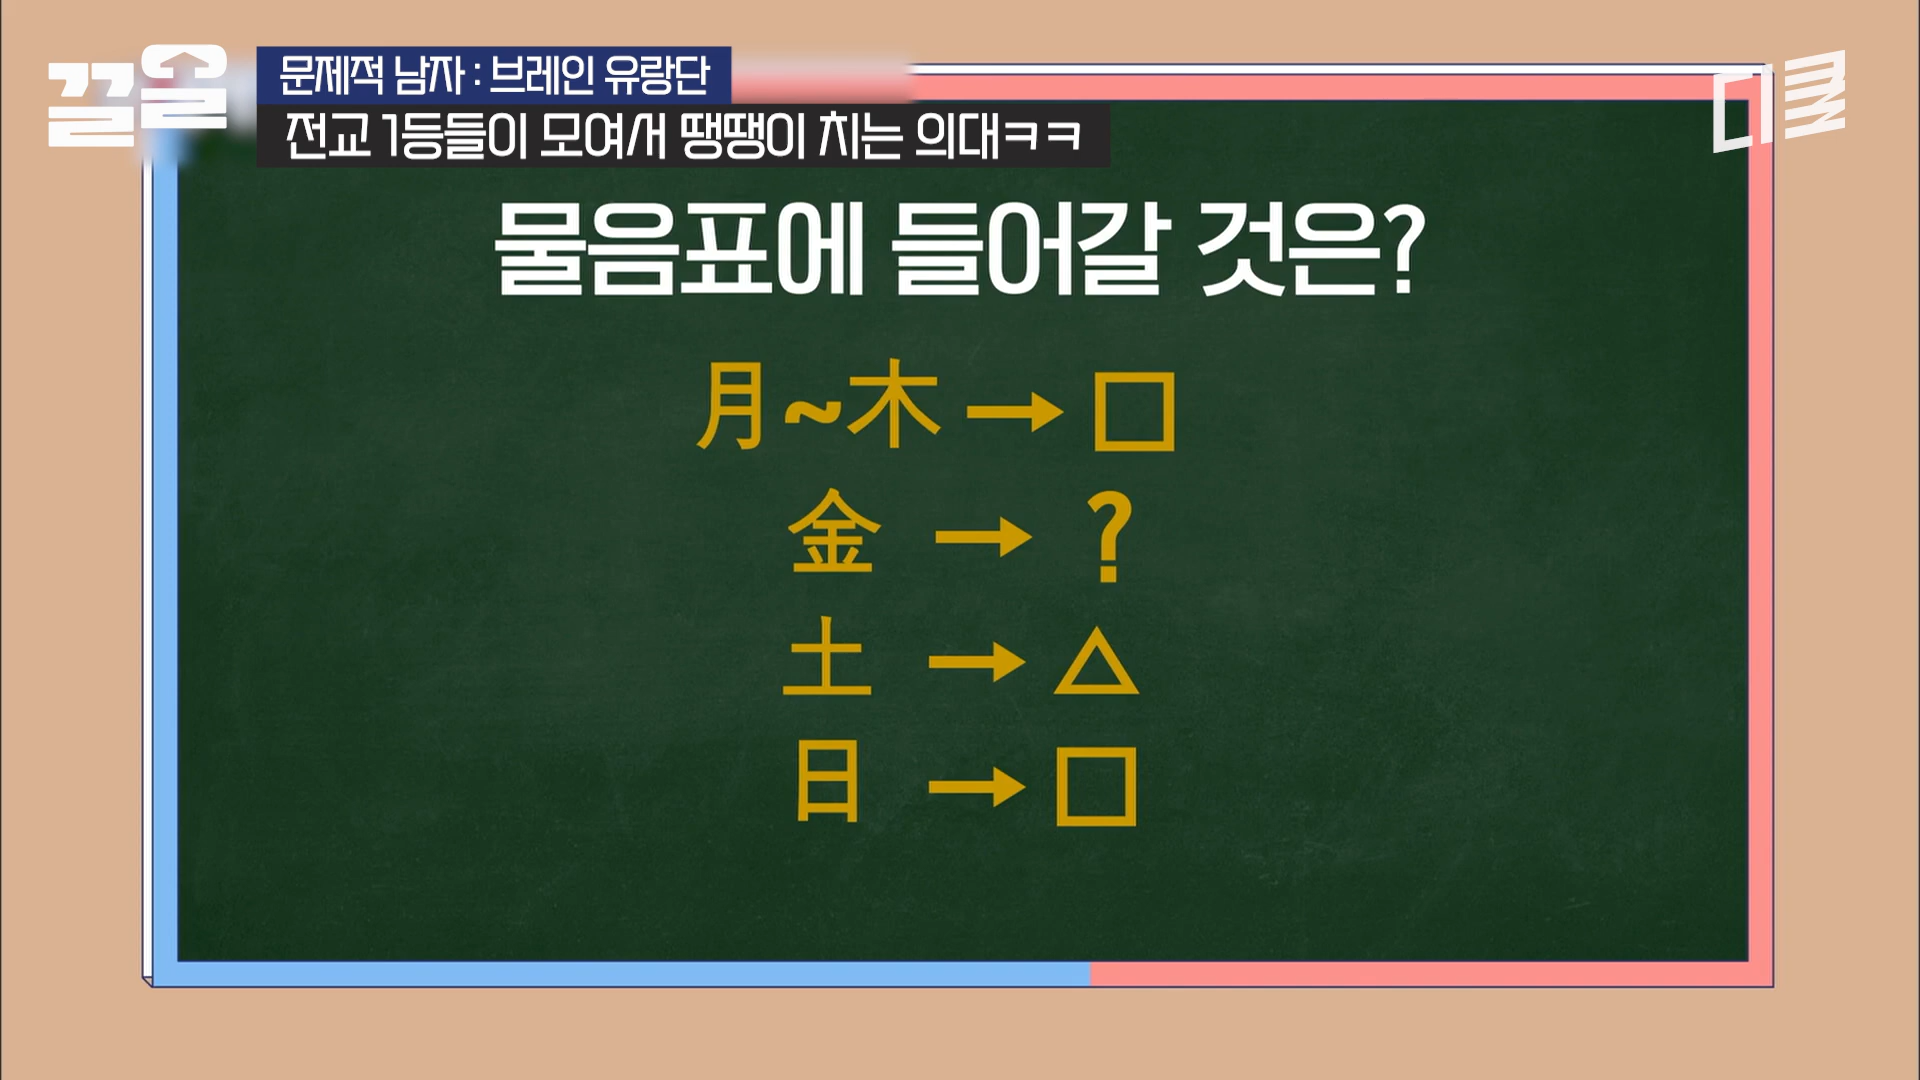 끌올
문제적 남자 : 브레인 유랑단
전교 1등들이 모여서 땡땡이 치는 의대ㅋㅋ
디클
물음표에 들어갈 것은?
月~木→□
金 → ?
土 → △
日 → □